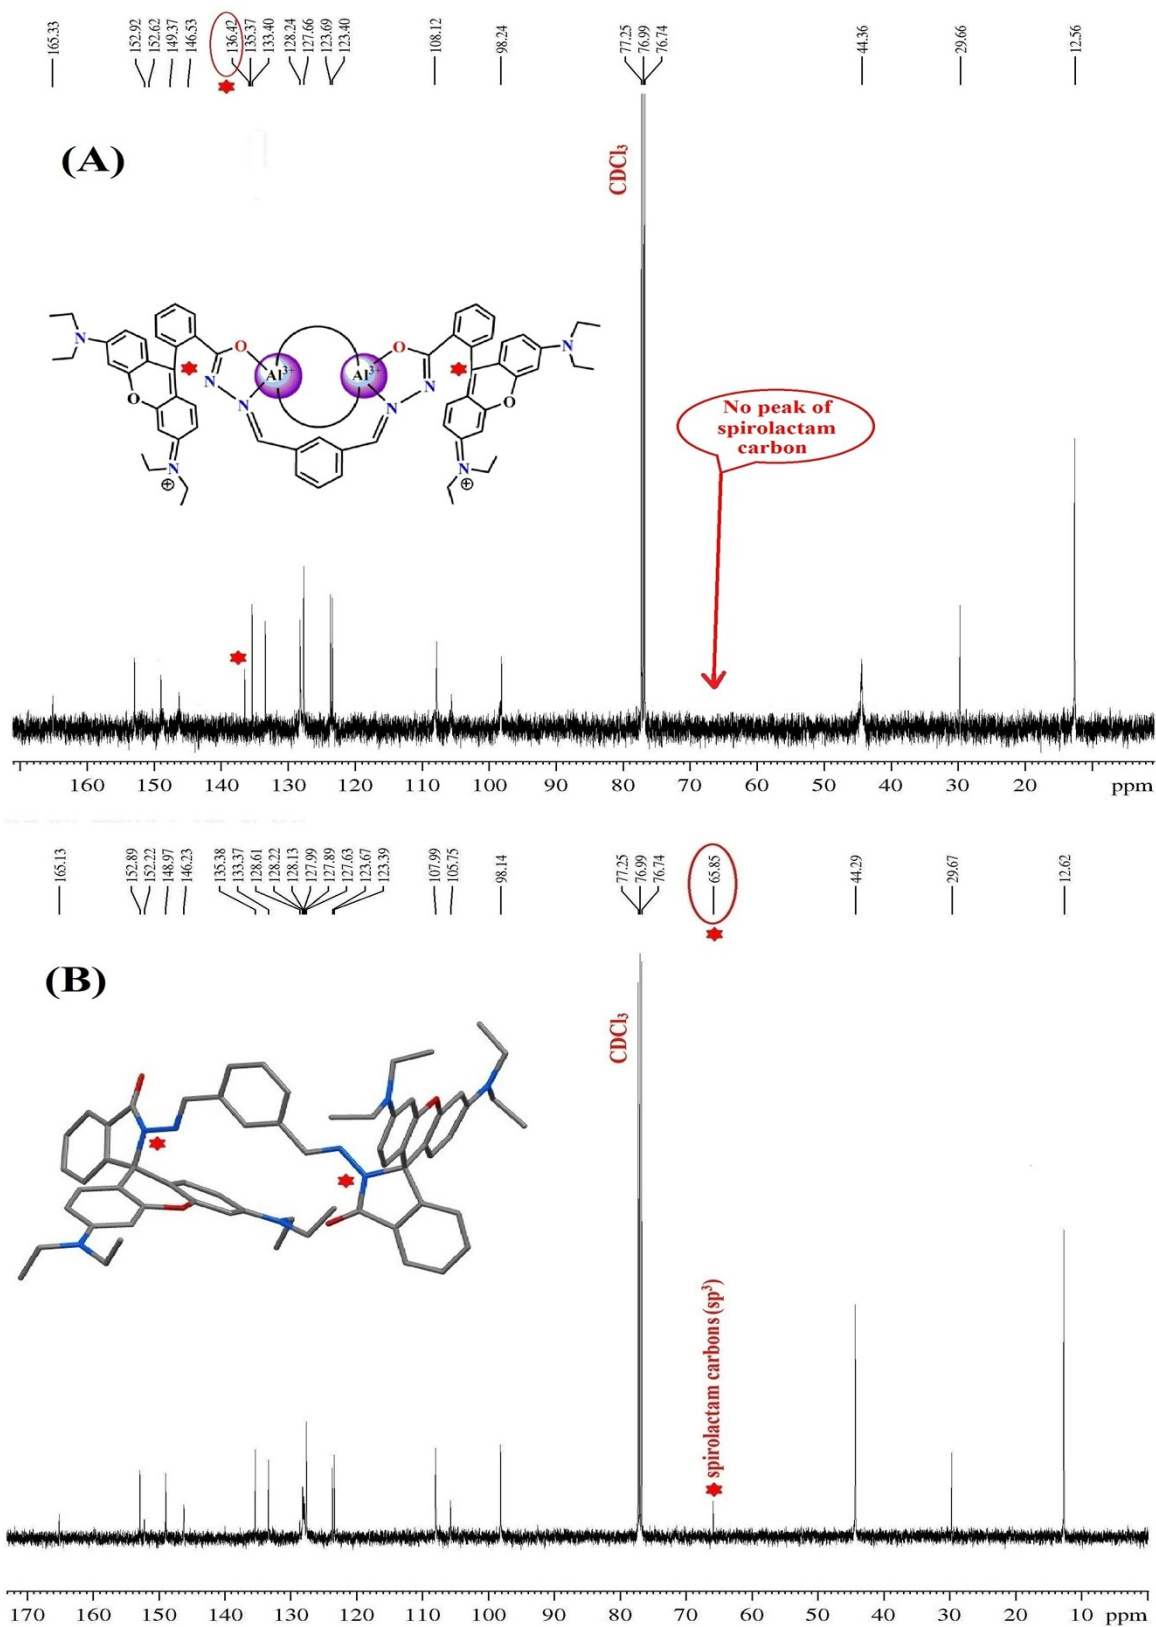 165.33
152.92
152.62
149.37
146.53
136.42
135.37
133.40
128.24
127.66
123.69
123.40
108.12
98.24
77.25
76.99
76.74
44.36
29.66
12.56
(A)
CDCl3
N
O
N
N
O
Al3+
Al3+
O
N
N
N
O
N
⊕
N
⊕
No peak of
spirolactam
carbon
160 150 140 130 120 110 100 90 80 70 60 50 40 30 20 ppm
165.13
152.89
152.22
148.97
146.23
135.38
133.37
128.61
128.22
128.13
127.99
127.89
127.63
123.67
123.39
107.99
105.75
98.14
77.25
76.99
76.74
65.85
44.29
29.67
12.62
(B)
CDCl3
spirolactam carbons (sp3)
170 160 150 140 130 120 110 100 90 80 70 60 50 40 30 20 10 ppm